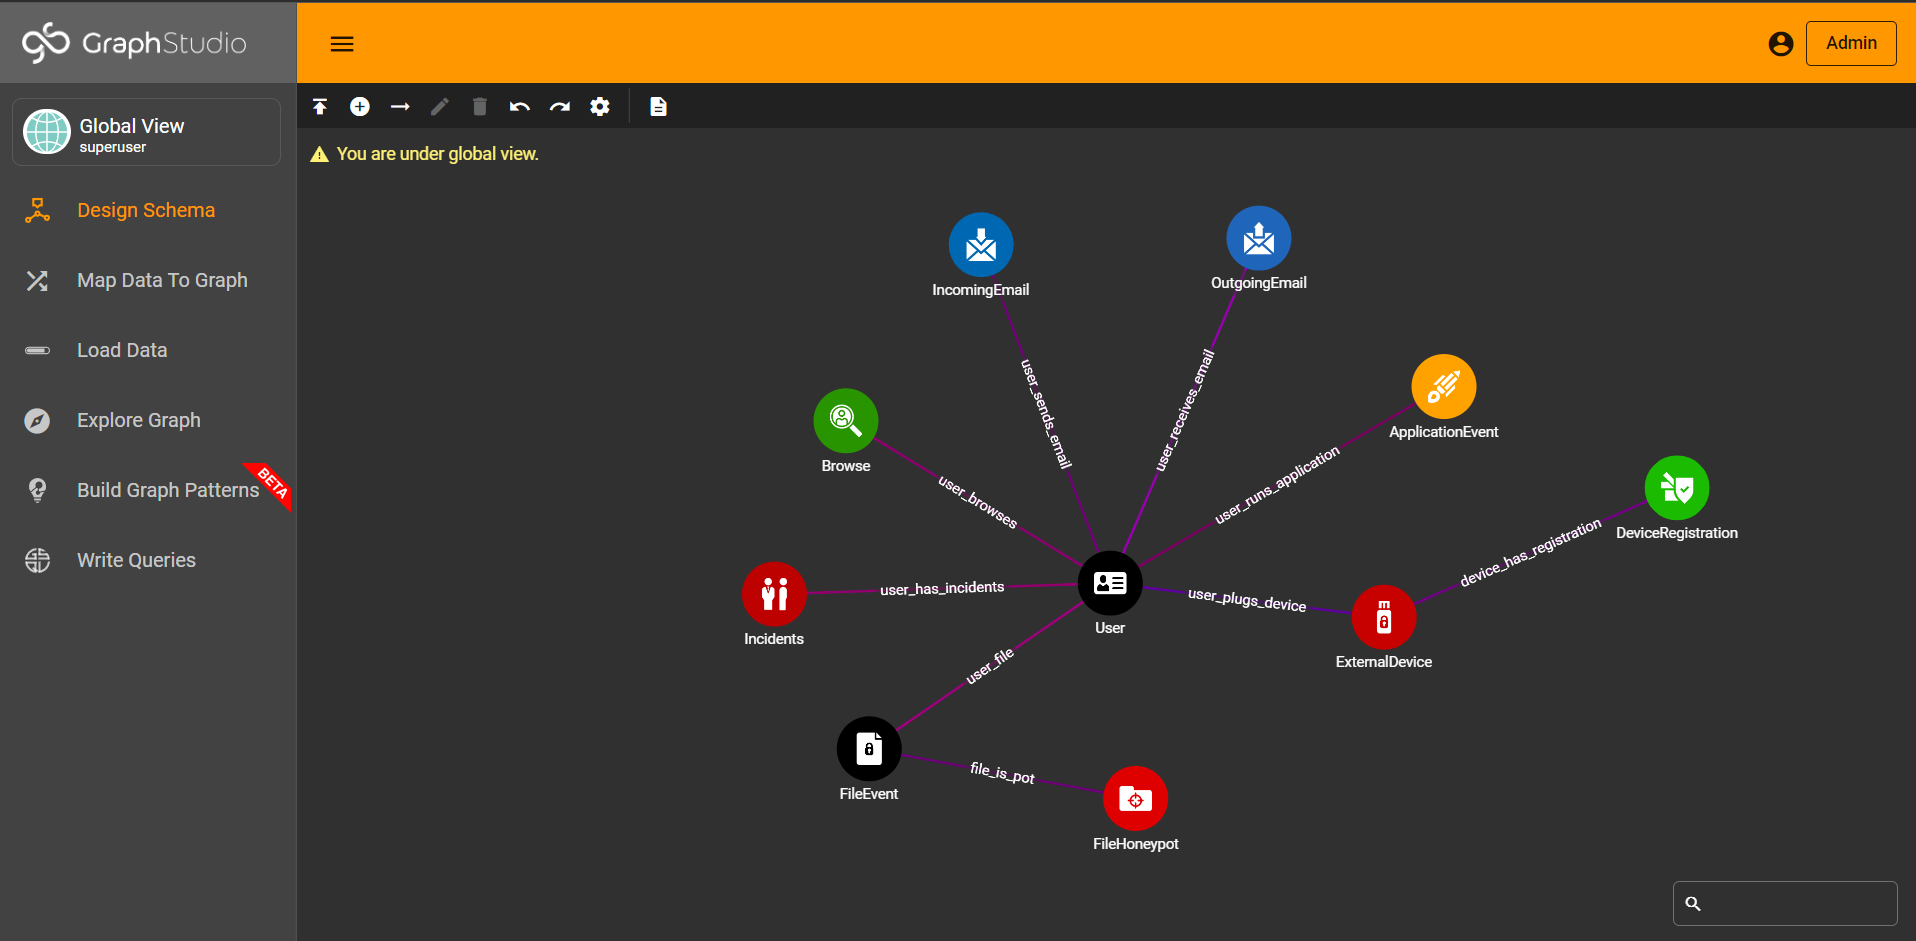 GraphStudio
Admin
Global View
superuser
You are under global view.
Design Schema
Map Data To Graph
Load Data
Explore Graph
Build Graph Patterns
BETA
Write Queries
IncomingEmail
OutgoingEmail
user_sends_email
user_receives_email
ApplicationEvent
Browse
user_browses
user_runs_application
DeviceRegistration
device_has_registration
user_has_incidents
user_plugs_device
Incidents
User
ExternalDevice
user_file
FileEvent
file_is_pot
FileHoneypot